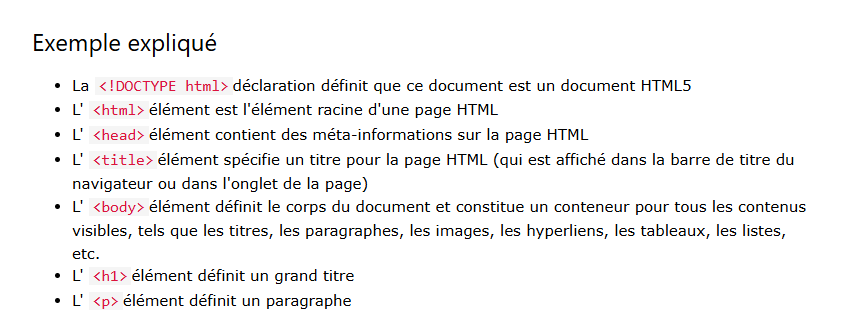 Exemple expliqué
• La <!DOCTYPE html> déclaration définit que ce document est un document HTML5
• L' <html> élément est l'élément racine d'une page HTML
• L' <head> élément contient des méta-informations sur la page HTML
• L' <title> élément spécifie un titre pour la page HTML (qui est affiché dans la barre de titre du
navigateur ou dans l'onglet de la page)
• L' <body> élément définit le corps du document et constitue un conteneur pour tous les contenus
visibles, tels que les titres, les paragraphes, les images, les hyperliens, les tableaux, les listes,
etc.
• L' <h1> élément définit un grand titre
• L' <p> élément définit un paragraphe